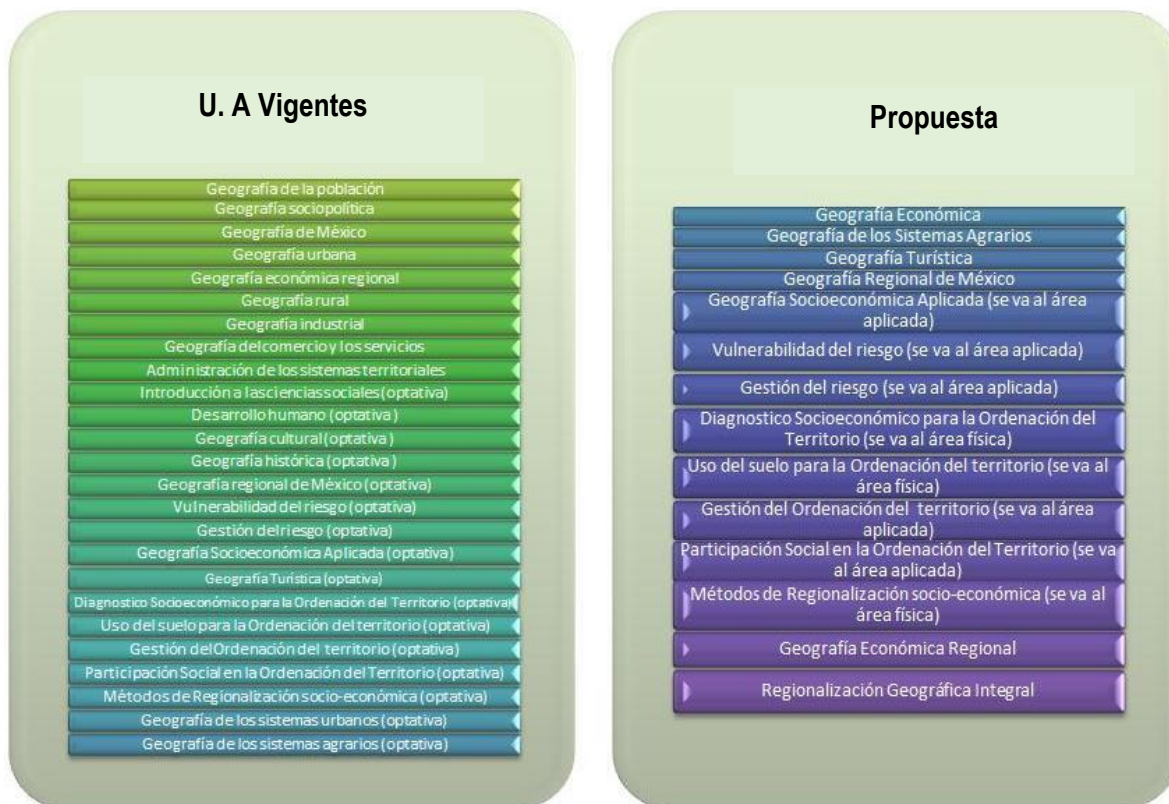 U. A Vigentes
Geografía de la población
Geografía sociopolítica
Geografía de México
Geografía urbana
Geografía económica regional
Geografía rural
Geografía industrial
Geografía del comercio y los servicios
Administración de los sistemas territoriales
Introducción a las ciencias sociales (optativa)
Desarrollo humano (optativa )
Geografía cultural (optativa )
Geografía histórica (optativa )
Geografía regional de México (optativa)
Vulnerabilidad del riesgo (optativa)
Gestión del riesgo (optativa)
Geografía Socioeconómica Aplicada (optativa)
Geografía Turística (optativa)
Diagnostico Socioeconómico para la Ordenación del Territorio (optativa)
Uso del suelo para la Ordenación del territorio (optativa)
Gestión del Ordenación del territorio (optativa)
Participación Social en la Ordenación del Territorio (optativa)
Métodos de Regionalización socio-económica (optativa)
Geografía de los sistemas urbanos (optativa)
Geografía de los sistemas agrarios (optativa)
Propuesta
Geografía Económica
Geografía de los Sistemas Agrarios
Geografía Turística
Geografía Regional de México
Geografía Socioeconómica Aplicada (se va al área
aplicada)
Vulnerabilidad del riesgo (se va al área aplicada)
Gestión del riesgo (se va al área aplicada)
Diagnostico Socioeconómico para la Ordenación del
Territorio (se va al área física)
Uso del suelo para la Ordenación del territorio (se va al
área física)
Gestión del Ordenación del territorio (se va al área
aplicada)
Participación Social en la Ordenación del Territorio (se va
al área aplicada)
Métodos de Regionalización socio-económica (se va al
área física)
Geografía Económica Regional
Regionalización Geográfica Integral